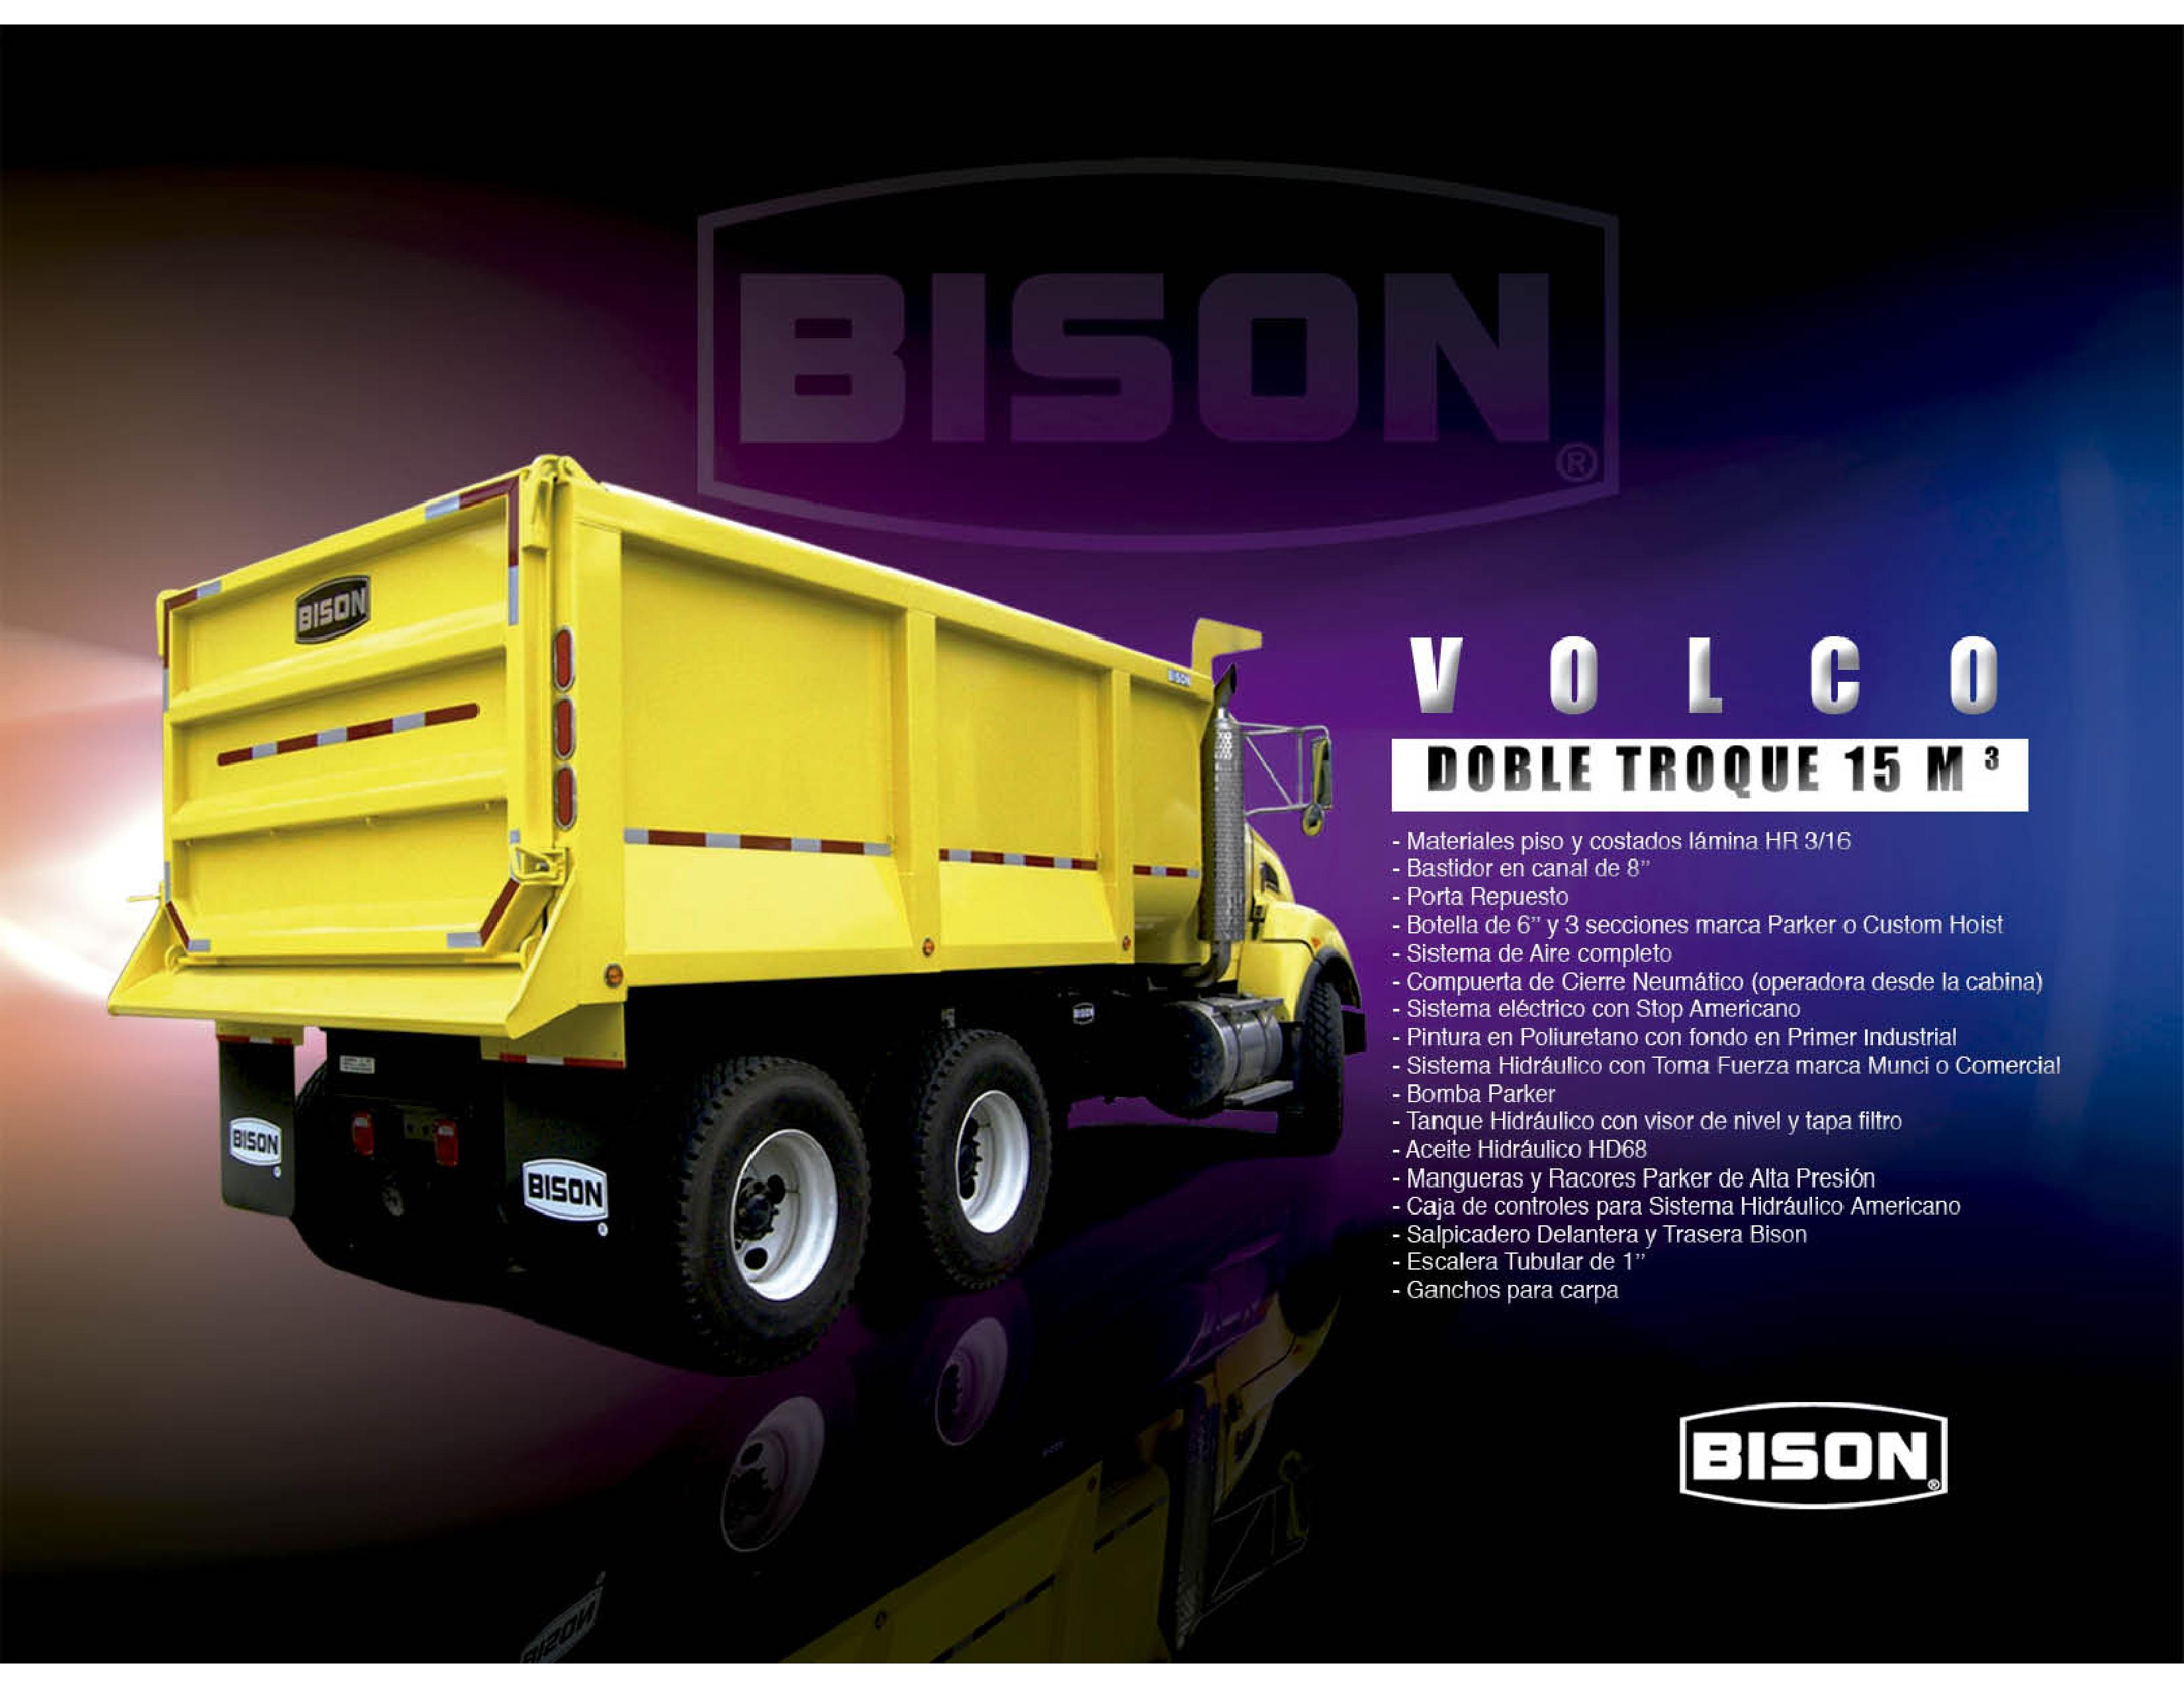 BISON
®
BISON
BISON
VOLCO
DOBLE TROQUE 15 M ³
- Materiales piso y costados lámina HR 3/16
- Bastidor en canal de 8”
- Porta Repuesto
- Botella de 6” y 3 secciones marca Parker o Custom Hoist
- Sistema de Aire completo
- Compuerta de Cierre Neumático (operadora desde la cabina)
- Sistema eléctrico con Stop Americano
- Pintura en Poliuretano con fondo en Primer Industrial
- Sistema Hidráulico con Toma Fuerza marca Munci o Comercial
- Bomba Parker
- Tanque Hidráulico con visor de nivel y tapa filtro
- Aceite Hidráulico HD68
- Mangueras y Racores Parker de Alta Presión
- Caja de controles para Sistema Hidráulico Americano
- Salpicadero Delantera y Trasera Bison
- Escalera Tubular de 1”
- Ganchos para carpa
BISON
BISON
BISON
BISON
®